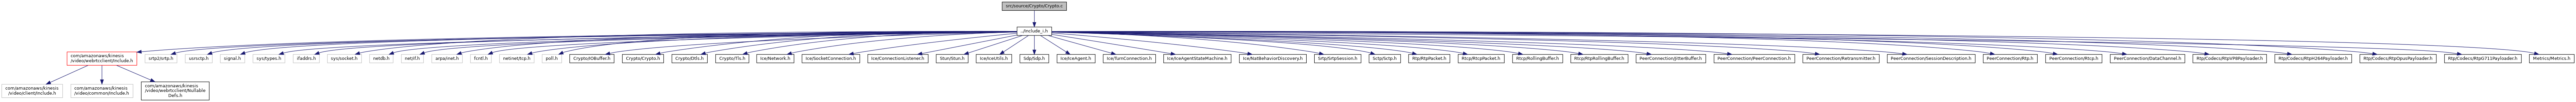 src/source/Crypto/Crypto.c
../Include_i.h
com/amazonaws/kinesis
/video/webrtcclient/Include.h
srtp2/srtp.h
usrsctp.h
signal.h
sys/types.h
ifaddrs.h
sys/socket.h
netdb.h
net/if.h
arpa/inet.h
fcntl.h
netinet/tcp.h
poll.h
Crypto/IOBuffer.h
Crypto/Crypto.h
Crypto/Dtls.h
Crypto/Tls.h
Ice/Network.h
Ice/SocketConnection.h
Ice/ConnectionListener.h
Stun/Stun.h
Ice/IceUtils.h
Sdp/Sdp.h
Ice/IceAgent.h
Ice/TurnConnection.h
Ice/IceAgentStateMachine.h
Ice/NatBehaviorDiscovery.h
Srtp/SrtpSession.h
Sctp/Sctp.h
Rtp/RtpPacket.h
Rtcp/RtcpPacket.h
Rtcp/RollingBuffer.h
Rtcp/RtpRollingBuffer.h
PeerConnection/JitterBuffer.h
PeerConnection/PeerConnection.h
PeerConnection/Retransmitter.h
PeerConnection/SessionDescription.h
PeerConnection/Rtp.h
PeerConnection/Rtcp.h
PeerConnection/DataChannel.h
Rtp/Codecs/RtpVP8Payloader.h
Rtp/Codecs/RtpH264Payloader.h
Rtp/Codecs/RtpOpusPayloader.h
Rtp/Codecs/RtpG711Payloader.h
Metrics/Metrics.h
com/amazonaws/kinesis
/video/client/Include.h
com/amazonaws/kinesis
/video/common/Include.h
com/amazonaws/kinesis
/video/webrtcclient/Nullable
Defs.h